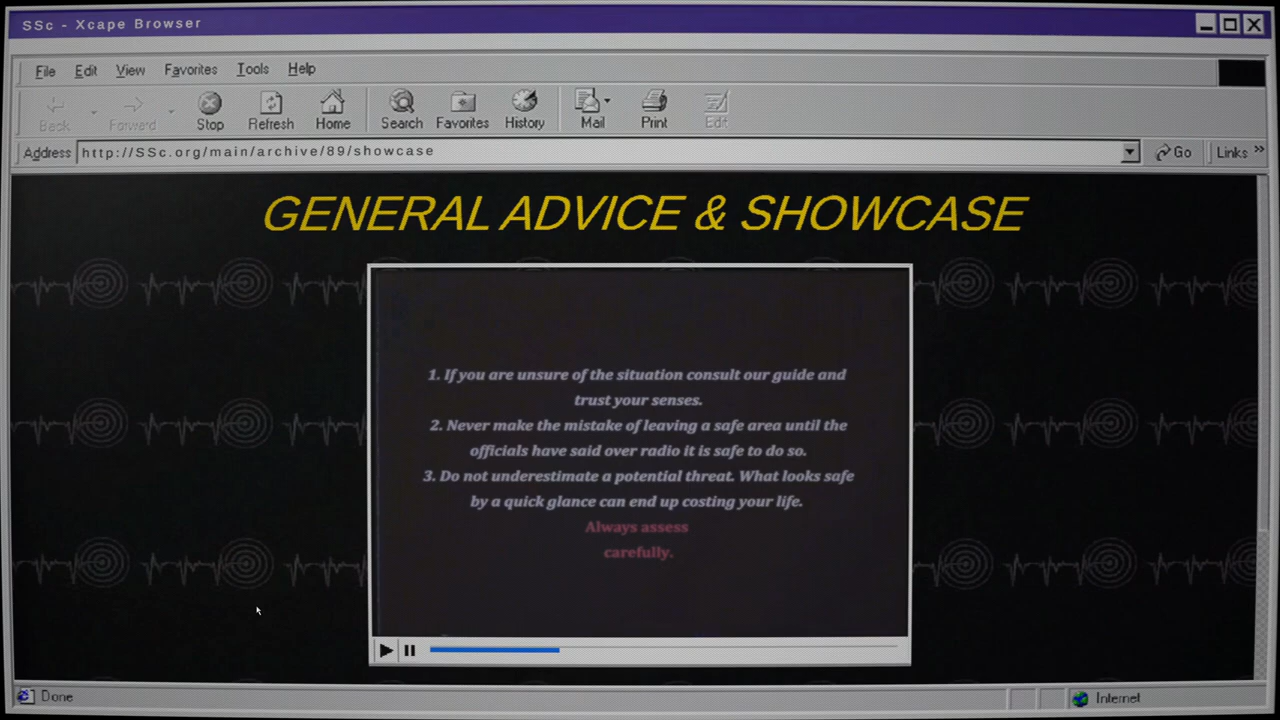 SSc - Xcape Browser
File Edit View Favorites Tools Help
Back Forward Stop Refresh Home Search Favorites History Mail Print Edit
Address http://SSc.org/main/archive/89/showcase Go Links »
GENERAL ADVICE & SHOWCASE
1. If you are unsure of the situation consult our guide and
trust your senses.
2. Never make the mistake of leaving a safe area until the
officials have said over radio it is safe to do so.
3. Do not underestimate a potential threat. What looks safe
by a quick glance can end up costing your life.
Always assess
carefully.
Done Internet